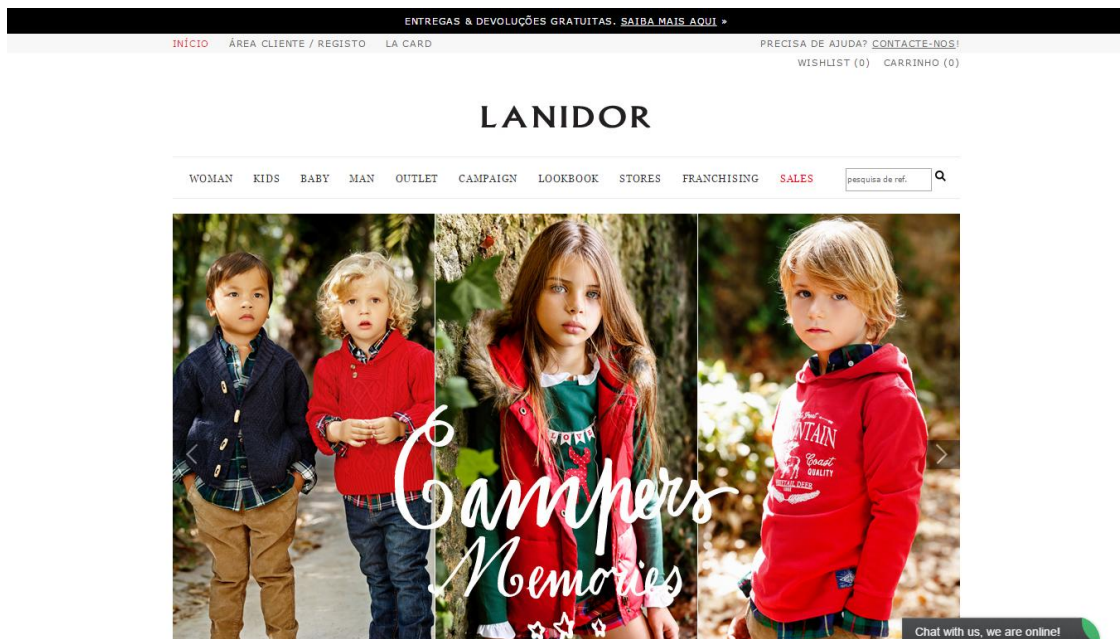 ENTREGAS & DEVOLUÇÕES GRATUITAS. SAIBA MAIS AQUI »
INÍCIO ÁREA CLIENTE / REGISTO LA CARD PRECISA DE AJUDA? CONTACTE-NOS!
WISHLIST (0) CARRINHO (0)
LANIDOR
WOMAN KIDS BABY MAN OUTLET CAMPAIGN LOOKBOOK STORES FRANCHISING SALES pesquisa de ref.
LOVE
Coast
QUALITY
Campers
Memories
Chat with us, we are online!